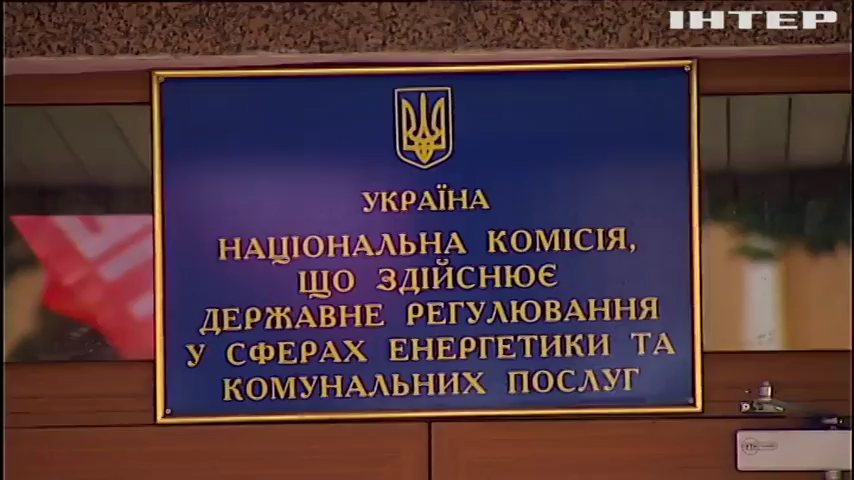 ІНТЕР
УКРАЇНА
НАЦІОНАЛЬНА КОМІСІЯ,
ЩО ЗДІЙСНЮЄ
ДЕРЖАВНЕ РЕГУЛЮВАННЯ
У СФЕРАХ ЕНЕРГЕТИКИ ТА
КОМУНАЛЬНИХ ПОСЛУГ